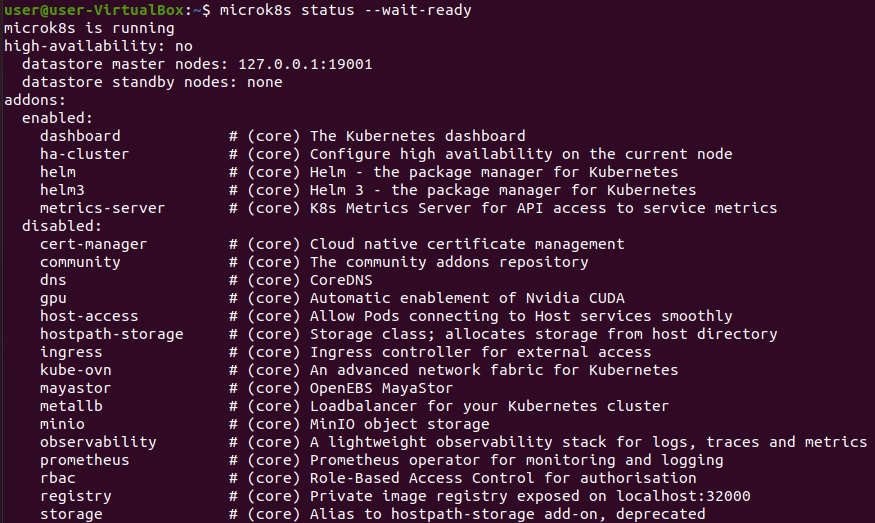 user@user-VirtualBox:~$ microk8s status --wait-ready
microk8s is running
high-availability: no
  datastore master nodes: 127.0.0.1:19001
  datastore standby nodes: none
addons:
  enabled:
    dashboard            # (core) The Kubernetes dashboard
    ha-cluster           # (core) Configure high availability on the current node
    helm                 # (core) Helm - the package manager for Kubernetes
    helm3                # (core) Helm 3 - the package manager for Kubernetes
    metrics-server       # (core) K8s Metrics Server for API access to service metrics
  disabled:
    cert-manager         # (core) Cloud native certificate management
    community            # (core) The community addons repository
    dns                  # (core) CoreDNS
    gpu                  # (core) Automatic enablement of Nvidia CUDA
    host-access          # (core) Allow Pods connecting to Host services smoothly
    hostpath-storage     # (core) Storage class; allocates storage from host directory
    ingress              # (core) Ingress controller for external access
    kube-ovn             # (core) An advanced network fabric for Kubernetes
    mayastor             # (core) OpenEBS MayaStor
    metallb              # (core) Loadbalancer for your Kubernetes cluster
    minio                # (core) MinIO object storage
    observability        # (core) A lightweight observability stack for logs, traces and metrics
    prometheus           # (core) Prometheus operator for monitoring and logging
    rbac                 # (core) Role-Based Access Control for authorisation
    registry             # (core) Private image registry exposed on localhost:32000
    storage              # (core) Alias to hostpath-storage add-on, deprecated